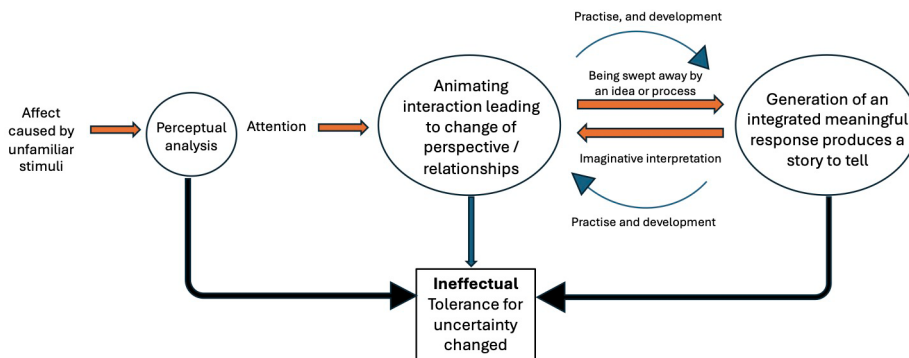 Practise, and development
Affect
caused by
unfamiliar
stimuli
Perceptual
analysis
Attention
Animating
interaction leading
to change of
perspective /
relationships
Being swept away by
an idea or process
Imaginative interpretation
Practise and development
Generation of an
integrated meaningful
response produces a
story to tell
Ineffectual
Tolerance for
uncertainty
changed